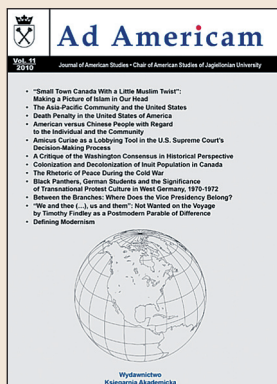 Ad Americam
Vol. 11
2010
Journal of American Studies • Chair of American Studies of Jagiellonian University
• "Small Town Canada With a Little Muslim Twist":
Making a Picture of Islam in Our Head
• The Asia-Pacific Community and the United States
• Death Penalty in the United States of America
• American versus Chinese People with Regard
to the Individual and the Community
• Amicus Curiae as a Lobbying Tool in the U.S. Supreme Court's
Decision-Making Process
• A Critique of the Washington Consensus in Historical Perspective
• Colonization and Decolonization of Inuit Population in Canada
• The Rhetoric of Peace During the Cold War
• Black Panthers, German Students and the Significance
of Transnational Protest Culture in West Germany, 1970-1972
• Between the Branches: Where Does the Vice Presidency Belong?
• "We and thee (...), us and them": Not Wanted on the Voyage
by Timothy Findley as a Postmodern Parable of Difference
• Defining Modernism
Wydawnictwo
Księgarnia Akademicka